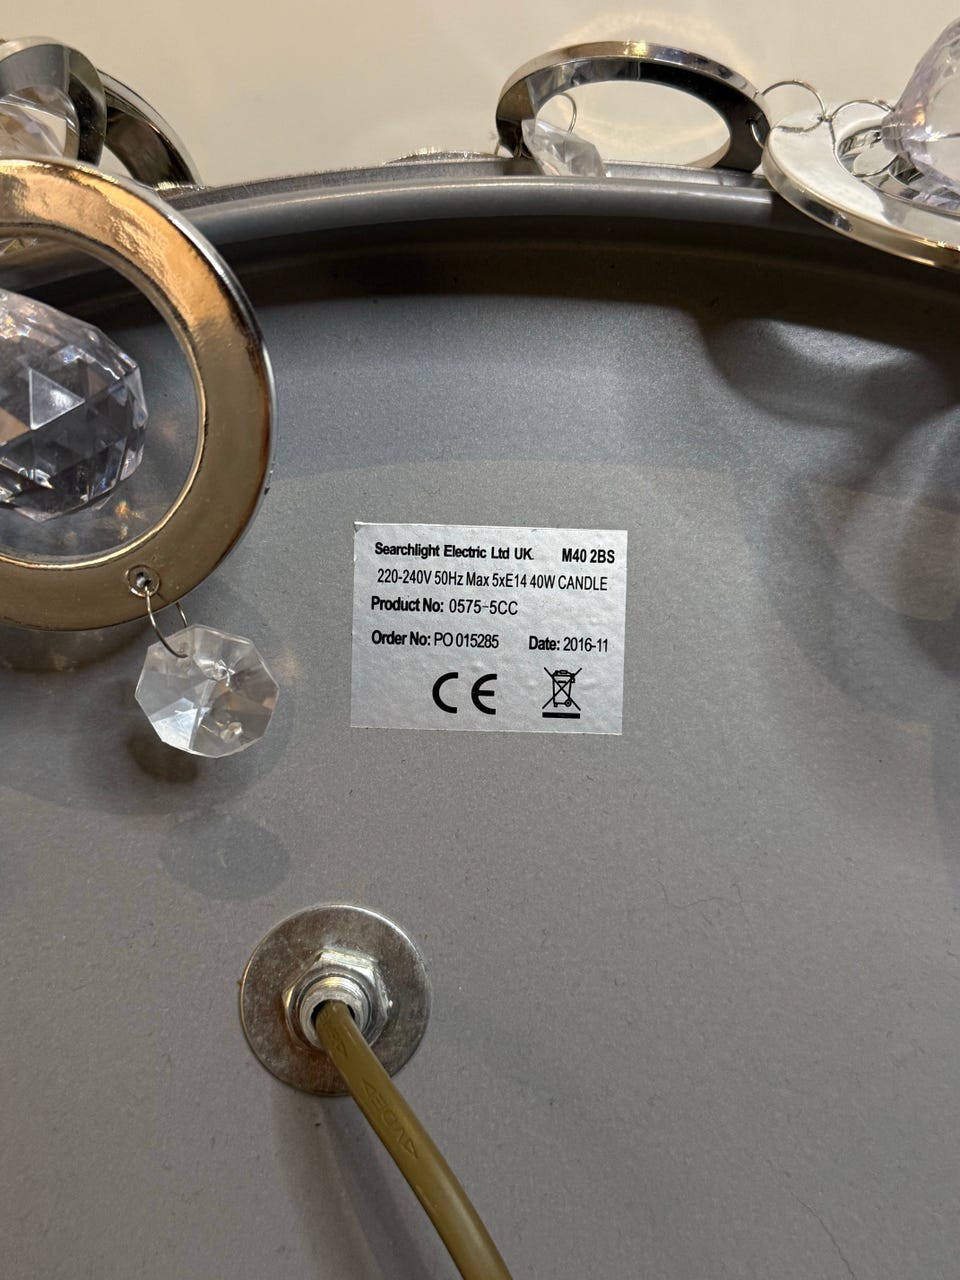 Searchlight Electric Ltd UK. M40 2BS
220-240V 50Hz Max 5xE14 40W CANDLE
Product No: 0575-5CC
Order No: PO 015285 Date: 2016-11
CE